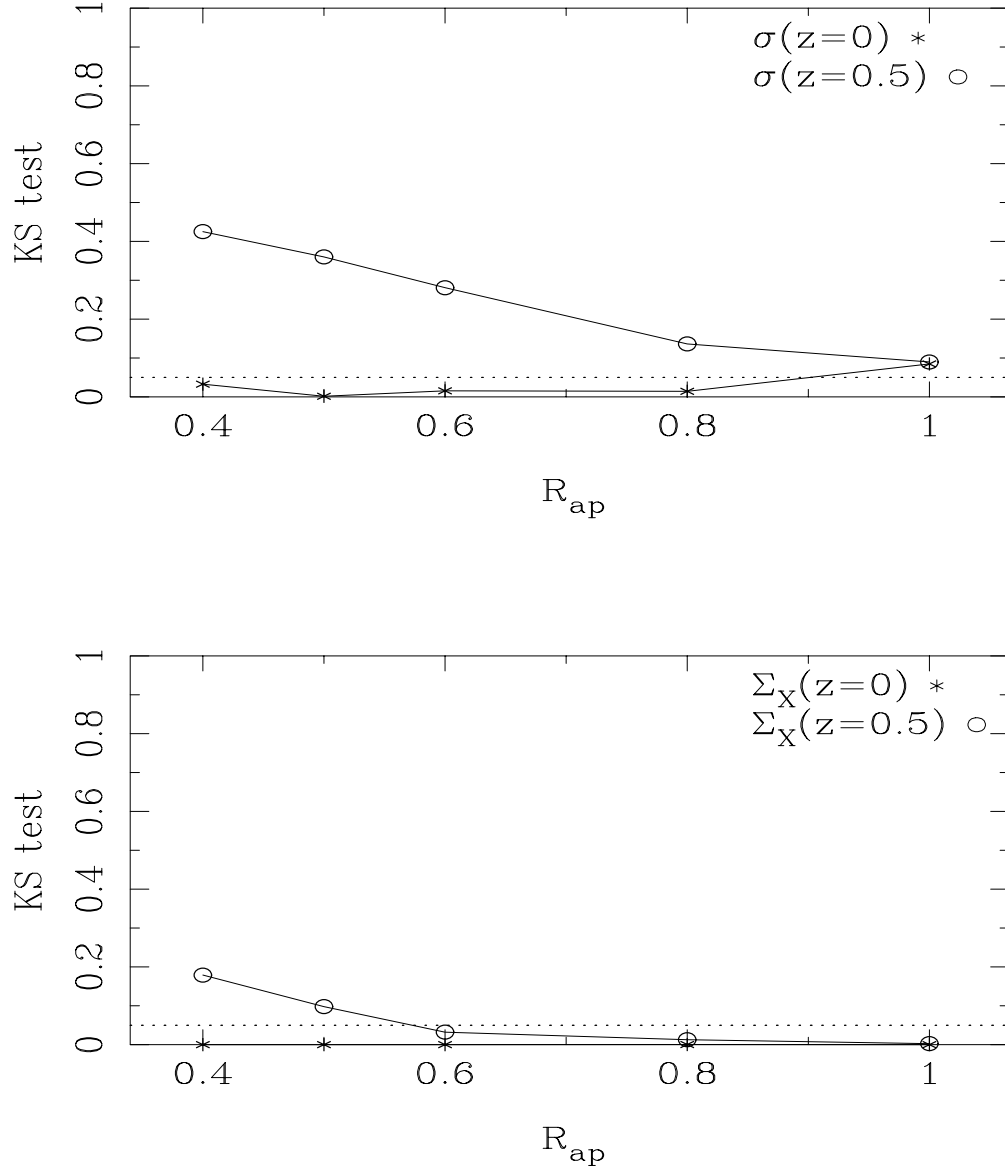 σ(z=0) *
σ(z=0.5) ○
KS test
0 0.2 0.4 0.6 0.8 1
0.4 0.6 0.8 1
R_ap
Σ_X(z=0) *
Σ_X(z=0.5) ○
KS test
0 0.2 0.4 0.6 0.8 1
0.4 0.6 0.8 1
R_ap